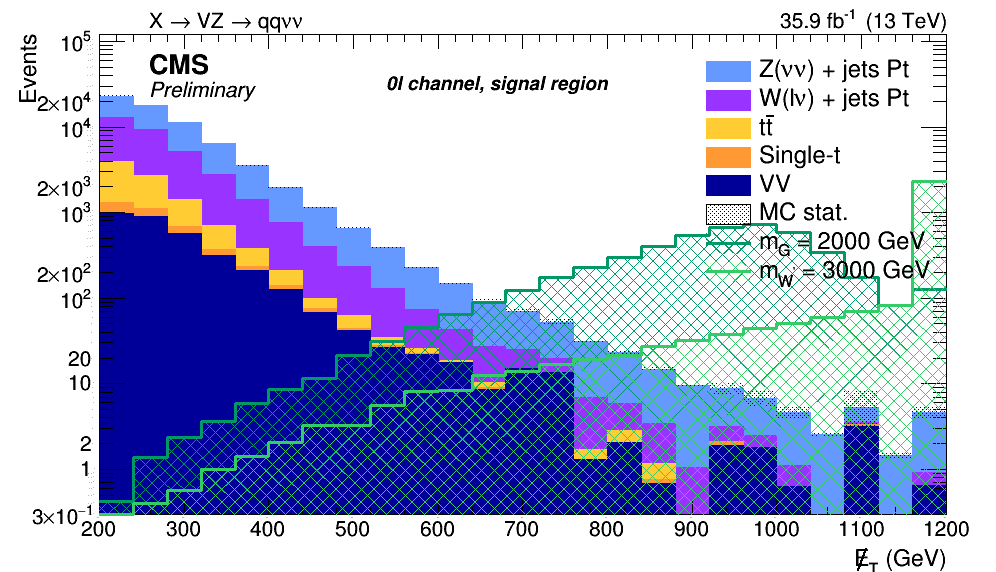 X → VZ → qqνν
35.9 fb⁻¹ (13 TeV)
Events
CMS
Preliminary
0l channel, signal region
Z(νν) + jets Pt
W(lν) + jets Pt
tt̄
Single-t
VV
MC stat.
m_G = 2000 GeV
m_W' = 3000 GeV
10⁵
2×10⁴
10⁴
2×10³
10³
2×10²
10²
20
10
2
1
3×10⁻¹
200 300 400 500 600 700 800 900 1000 1100 1200
E̸_T (GeV)